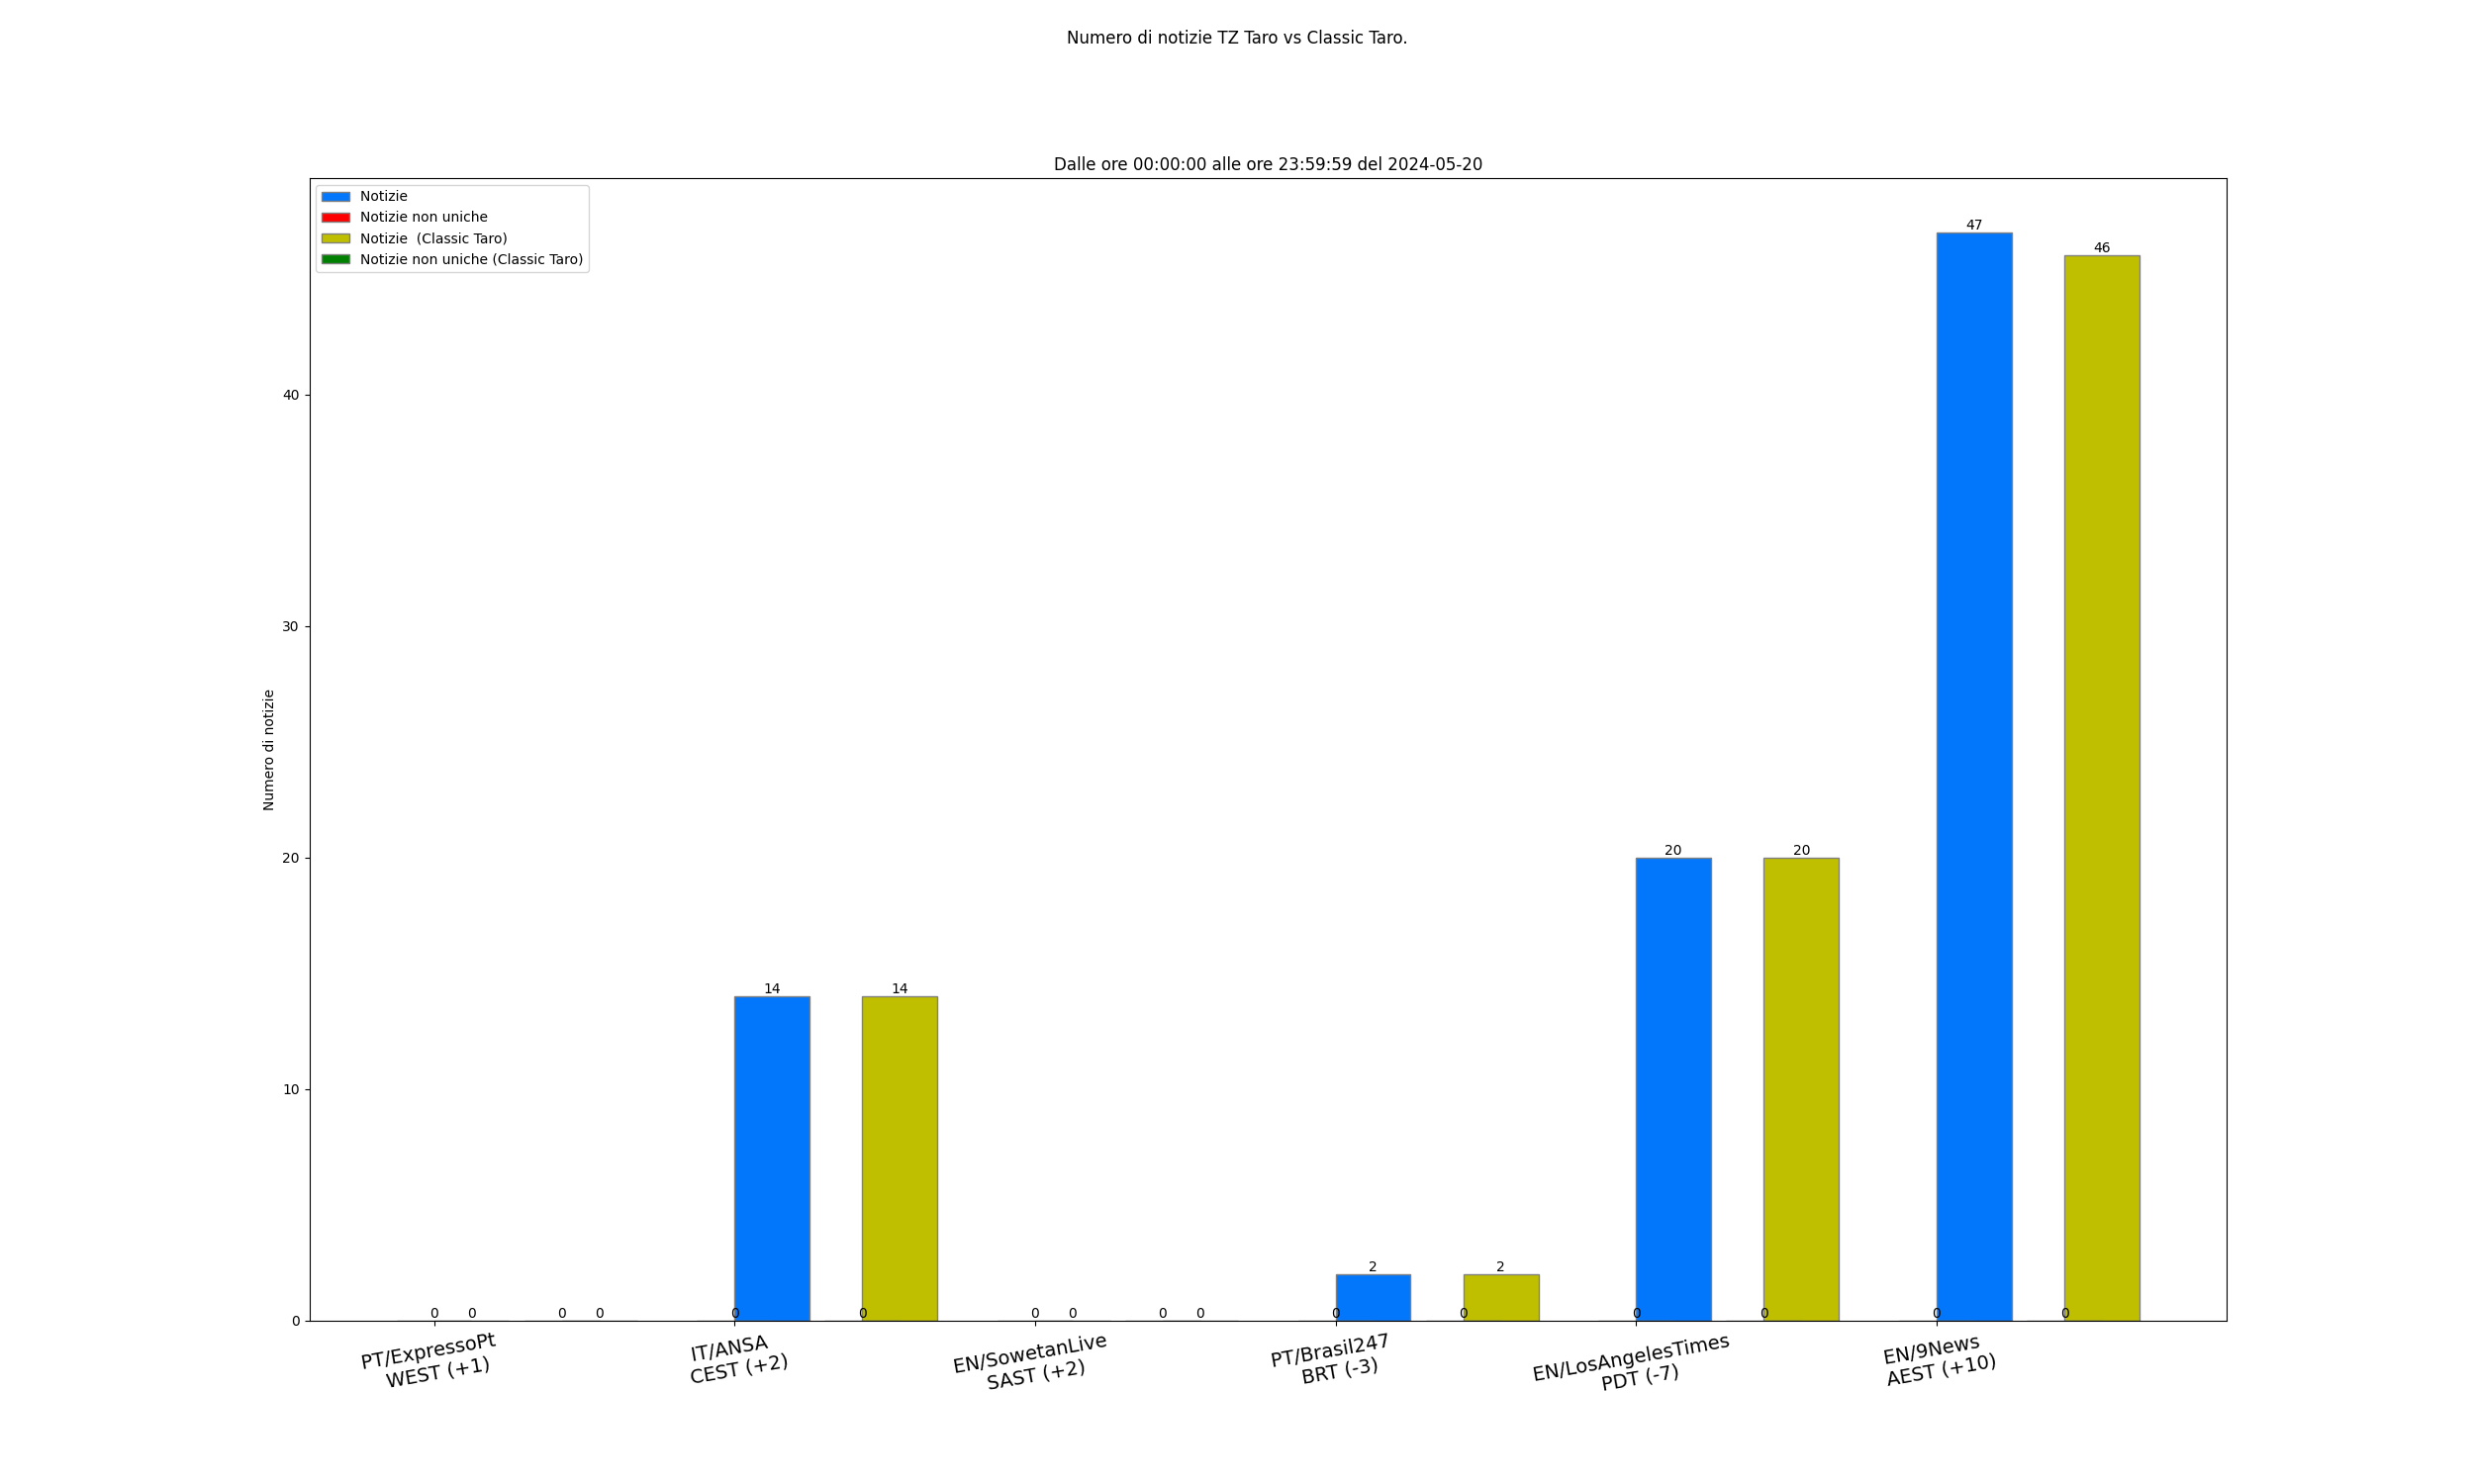 Numero di notizie TZ Taro vs Classic Taro.
Dalle ore 00:00:00 alle ore 23:59:59 del 2024-05-20
Notizie
Notizie non uniche
Notizie  (Classic Taro)
Notizie non uniche (Classic Taro)
Numero di notizie
40
30
20
10
0
47
46
20
20
14
14
2
2
0 0 0 0 0 0 0 0 0 0 0 0 0 0 0 0
PT/ExpressoPt
WEST (+1)
IT/ANSA
CEST (+2)
EN/SowetanLive
SAST (+2)
PT/Brasil247
BRT (-3)
EN/LosAngelesTimes
PDT (-7)
EN/9News
AEST (+10)